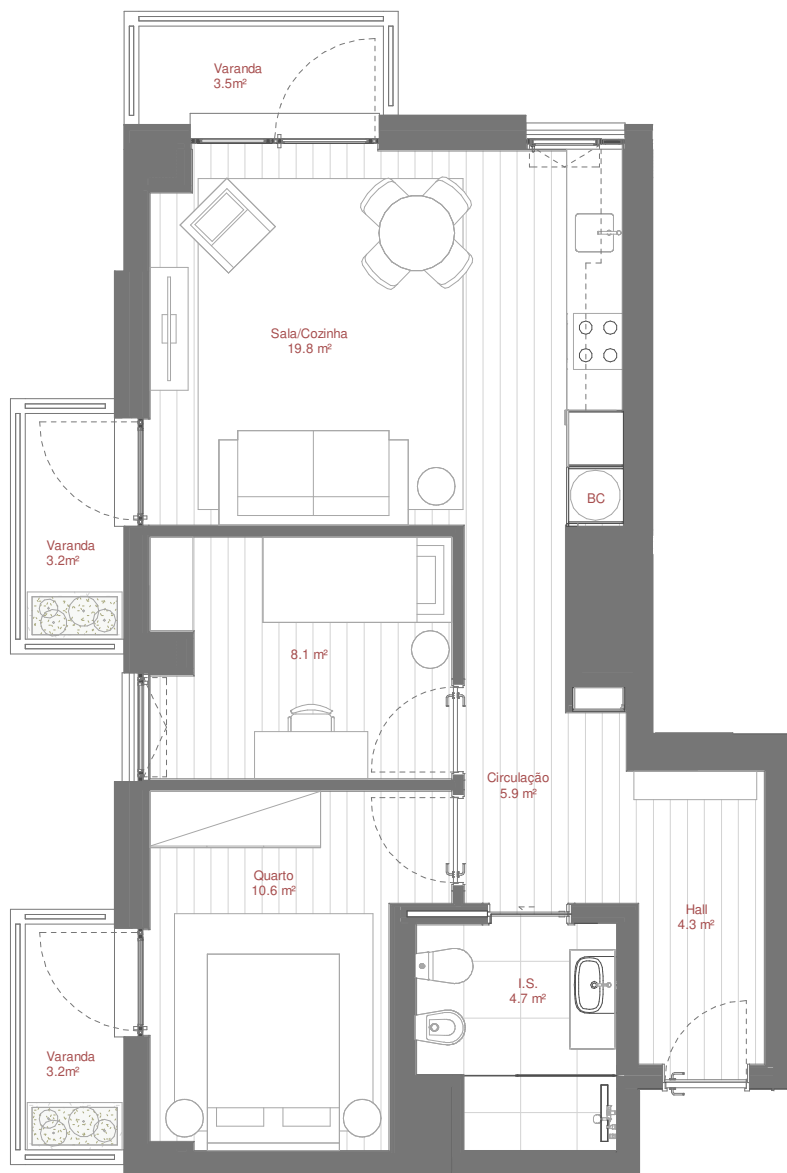 Varanda
3.5m²
Sala/Cozinha
19.8 m²
BC
Varanda
3.2m²
8.1 m²
Circulação
5.9 m²
Quarto
10.6 m²
Hall
4.3 m²
I.S.
4.7 m²
Varanda
3.2m²